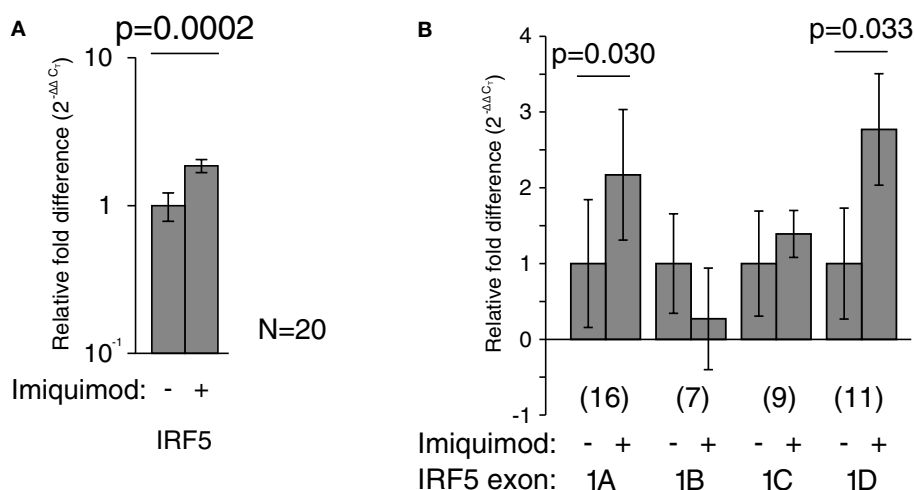 A
p=0.0002
Relative fold difference (2^-ΔΔCT)
10
1
10^-1
N=20
Imiquimod: - +
IRF5
B
p=0.030
p=0.033
Relative fold difference (2^-ΔΔCT)
4
3
2
1
0
-1
(16) (7) (9) (11)
Imiquimod: - + - + - + - +
IRF5 exon: 1A 1B 1C 1D